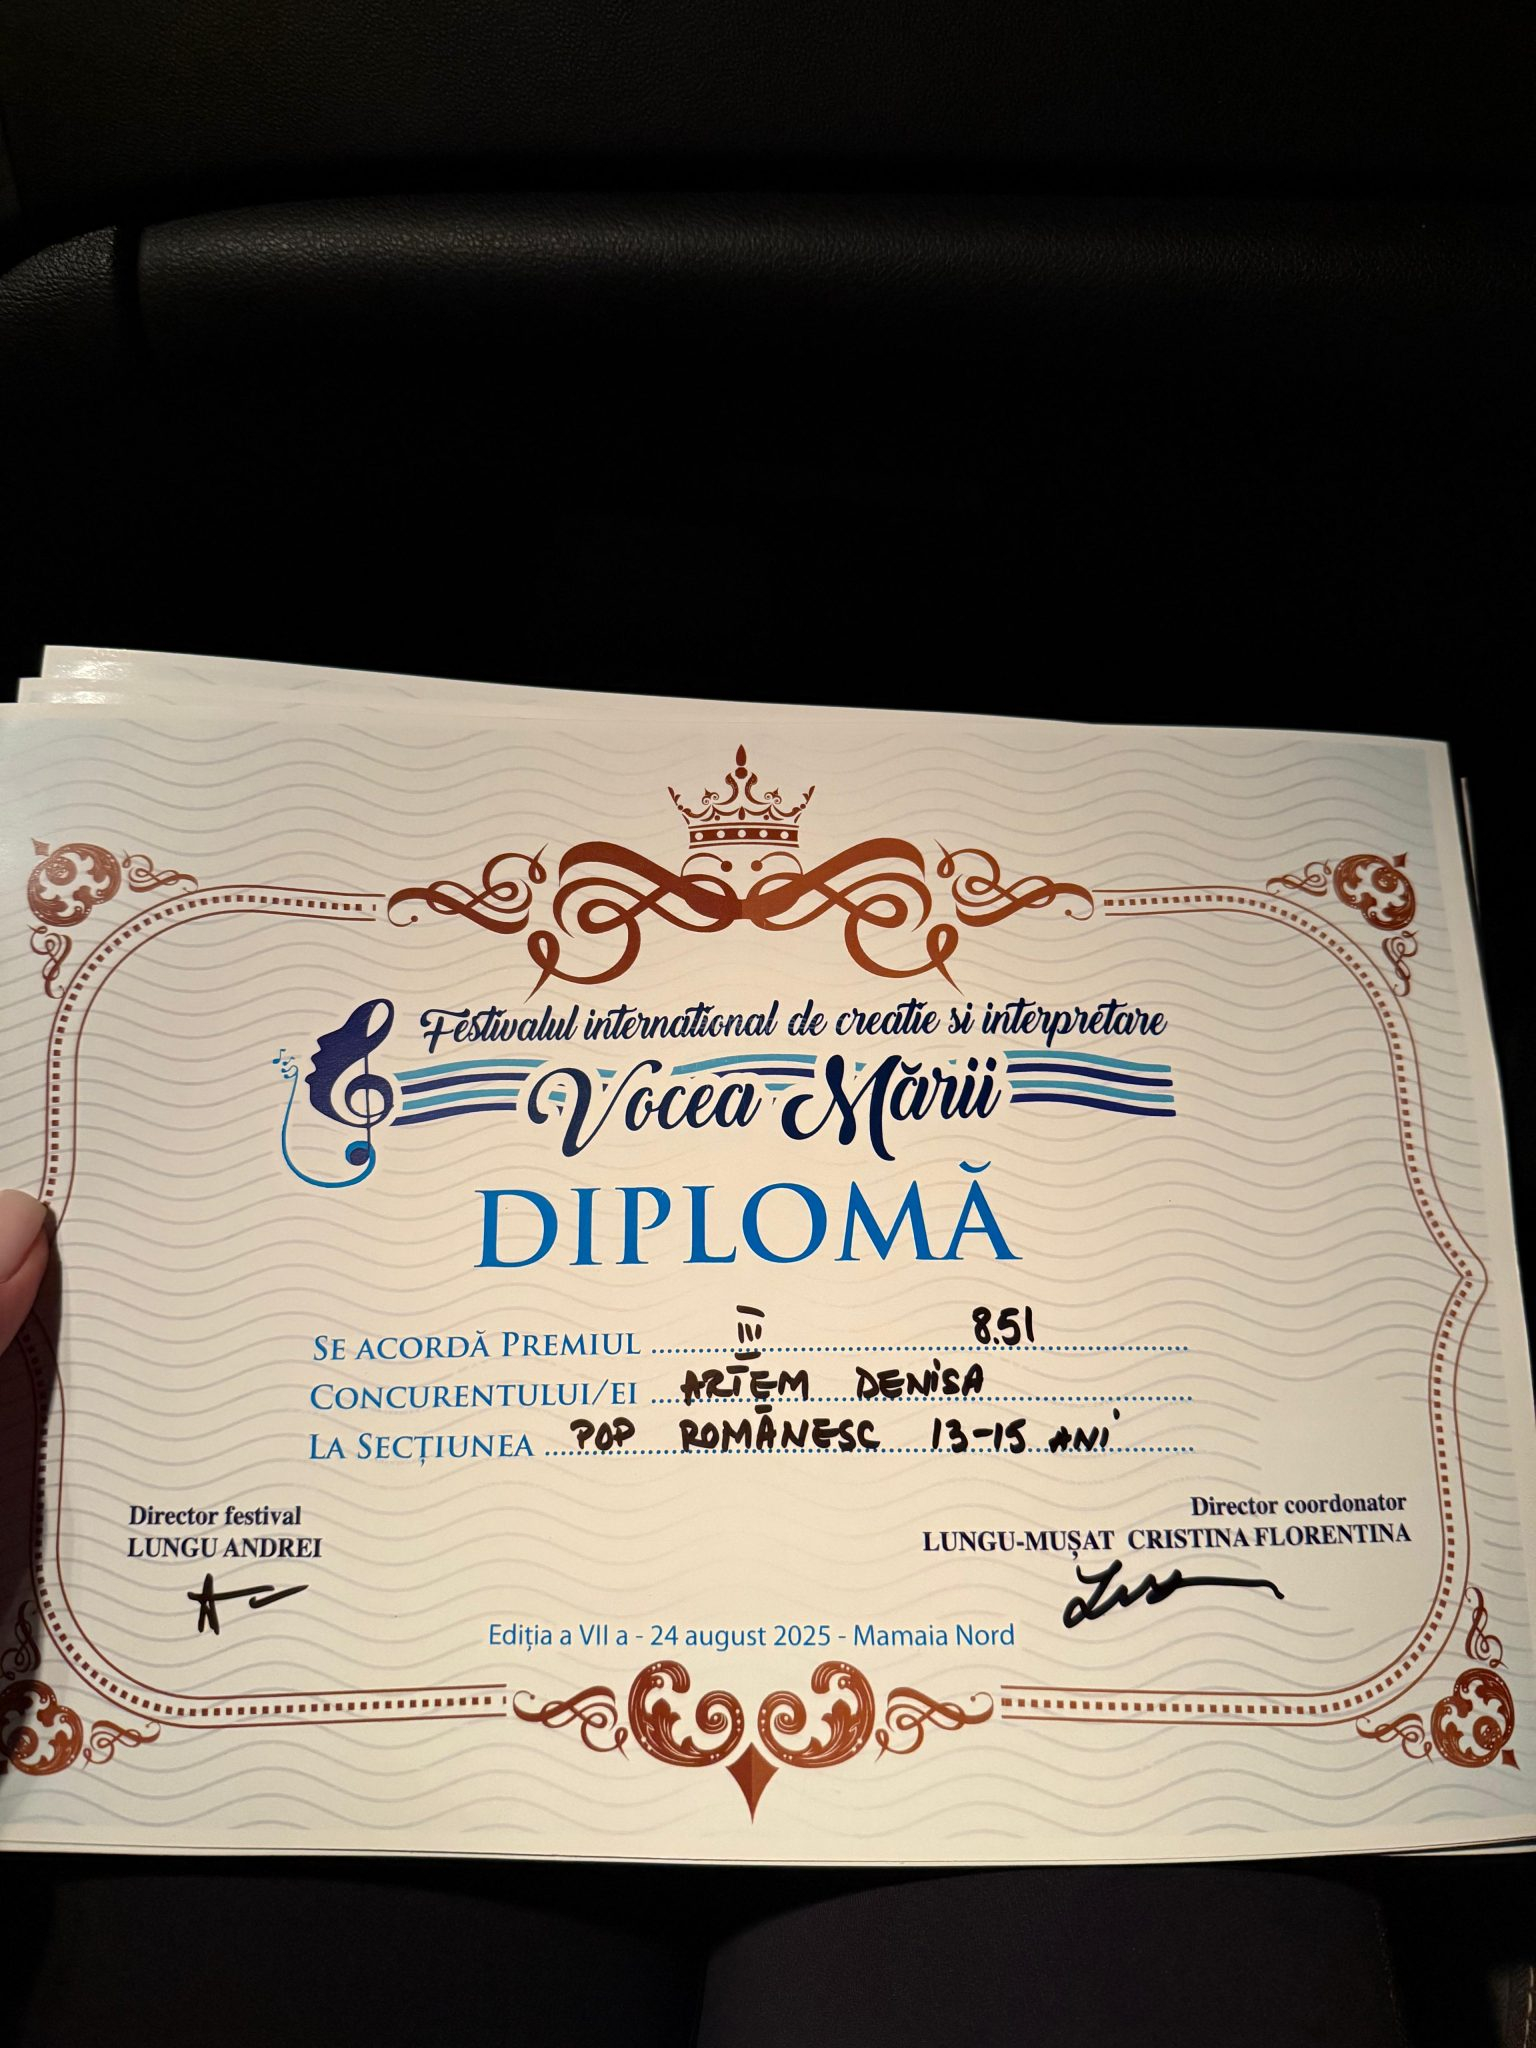 Festivalul international de creatie si interpretare
Vocea Mării
DIPLOMĂ
SE ACORDĂ PREMIUL III 8.51
CONCURENTULUI/EI ARTEM DENISA
LA SECȚIUNEA POP ROMÂNESC 13-15 ANI
Director festival
LUNGU ANDREI
Director coordonator
LUNGU-MUȘAT CRISTINA FLORENTINA
Ediția a VII a - 24 august 2025 - Mamaia Nord